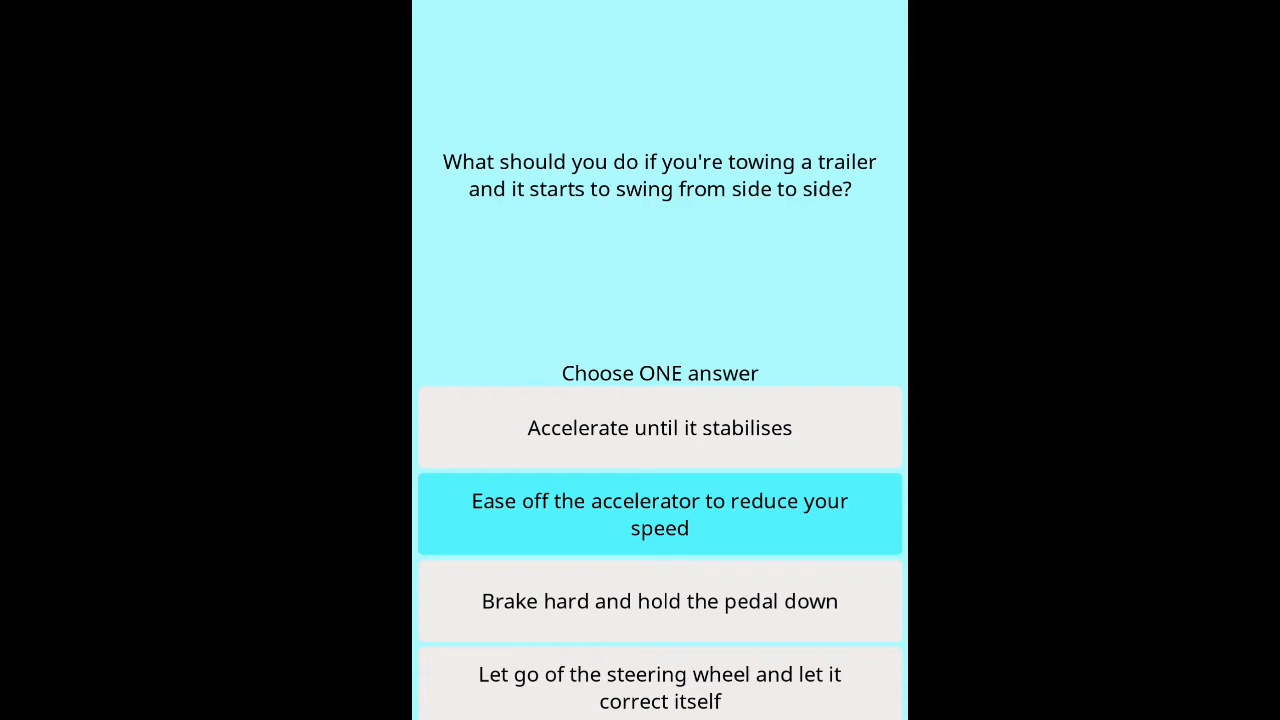 What should you do if you're towing a trailer
and it starts to swing from side to side?
Choose ONE answer
Accelerate until it stabilises
Ease off the accelerator to reduce your
speed
Brake hard and hold the pedal down
Let go of the steering wheel and let it
correct itself